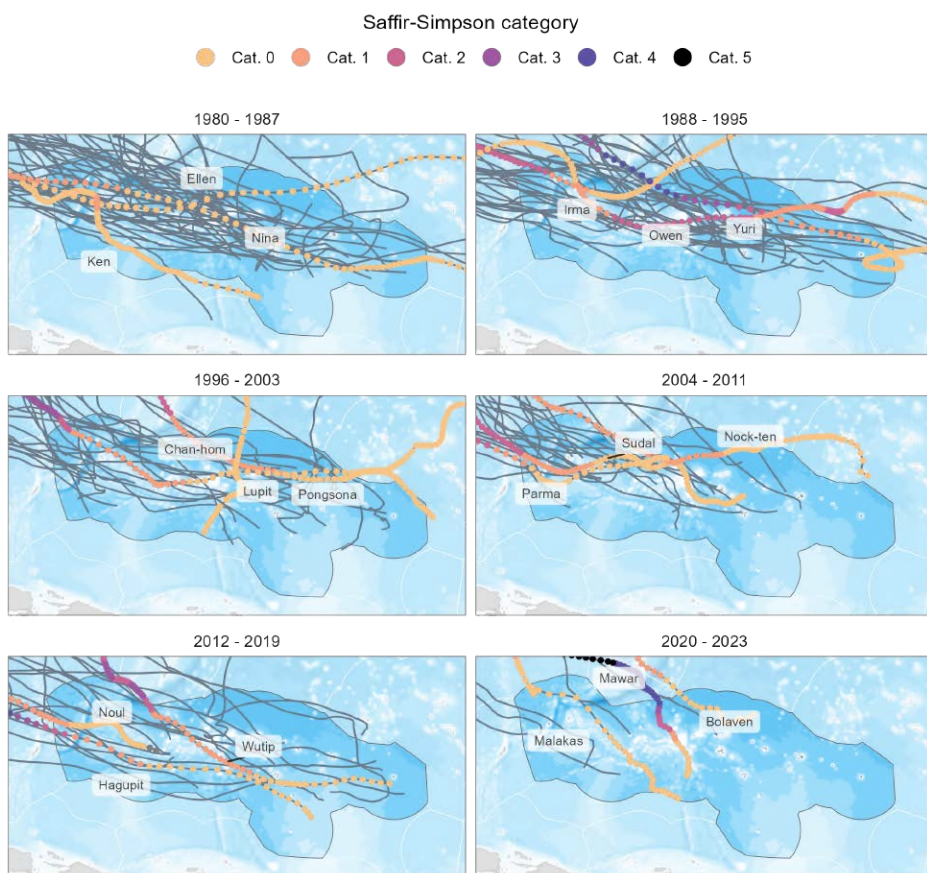 Saffir-Simpson category
Cat. 0 Cat. 1 Cat. 2 Cat. 3 Cat. 4 Cat. 5
1980 - 1987
Ellen
Nina
Ken
1988 - 1995
Irma
Owen
Yuri
1996 - 2003
Chan-hom
Lupit
Pongsona
2004 - 2011
Sudal
Nock-ten
Parma
2012 - 2019
Noul
Wutip
Hagupit
2020 - 2023
Mawar
Bolaven
Malakas